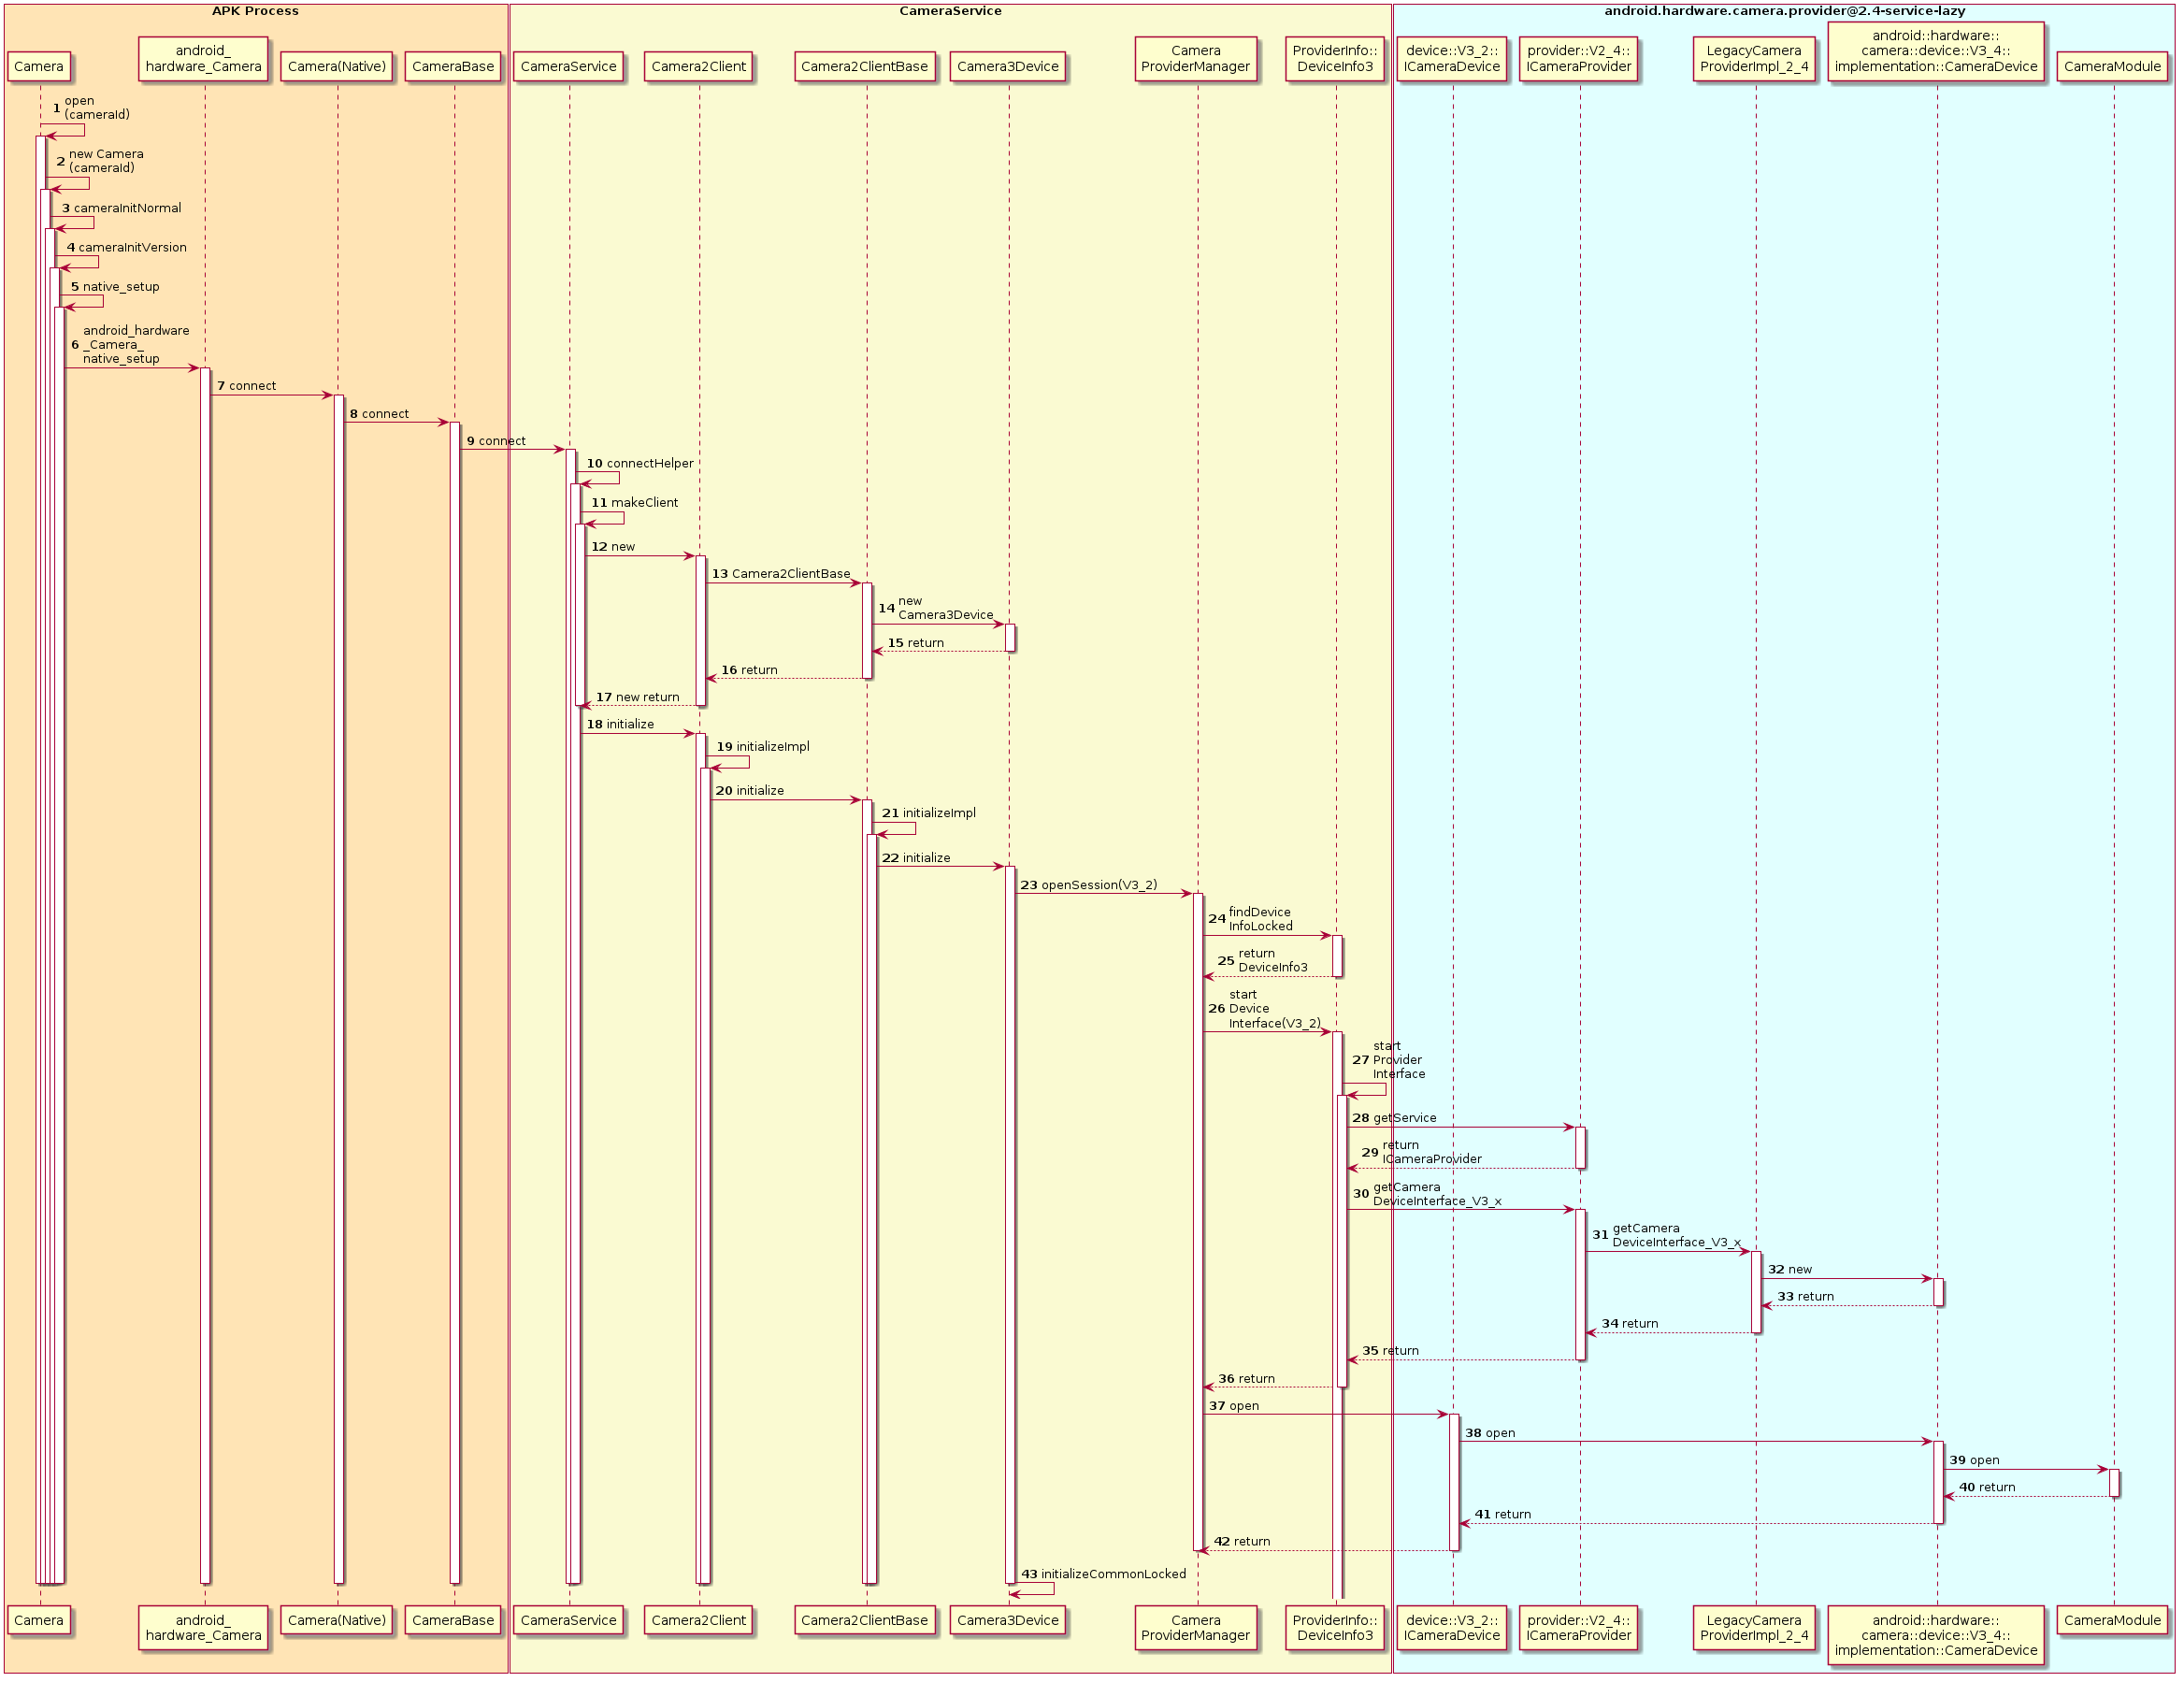 APK Process
CameraService
android.hardware.camera.provider@2.4-service-lazy
Camera
android_
hardware_Camera
Camera(Native)
CameraBase
CameraService
Camera2Client
Camera2ClientBase
Camera3Device
Camera
ProviderManager
ProviderInfo::
DeviceInfo3
device::V3_2::
ICameraDevice
provider::V2_4::
ICameraProvider
LegacyCamera
ProviderImpl_2_4
android::hardware::
camera::device::V3_4::
implementation::CameraDevice
CameraModule
1 open
(cameraId)
2 new Camera
(cameraId)
3 cameraInitNormal
4 cameraInitVersion
5 native_setup
6 android_hardware
_Camera_
native_setup
7 connect
8 connect
9 connect
10 connectHelper
11 makeClient
12 new
13 Camera2ClientBase
14 new
Camera3Device
15 return
16 return
17 new return
18 initialize
19 initializeImpl
20 initialize
21 initializeImpl
22 initialize
23 openSession(V3_2)
24 findDevice
InfoLocked
25 return
DeviceInfo3
26 start
Device
Interface(V3_2)
27 start
Provider
Interface
28 getService
29 return
ICameraProvider
30 getCamera
DeviceInterface_V3_x
31 getCamera
DeviceInterface_V3_x
32 new
33 return
34 return
35 return
36 return
37 open
38 open
39 open
40 return
41 return
42 return
43 initializeCommonLocked
Camera
android_
hardware_Camera
Camera(Native)
CameraBase
CameraService
Camera2Client
Camera2ClientBase
Camera3Device
Camera
ProviderManager
ProviderInfo::
DeviceInfo3
device::V3_2::
ICameraDevice
provider::V2_4::
ICameraProvider
LegacyCamera
ProviderImpl_2_4
android::hardware::
camera::device::V3_4::
implementation::CameraDevice
CameraModule